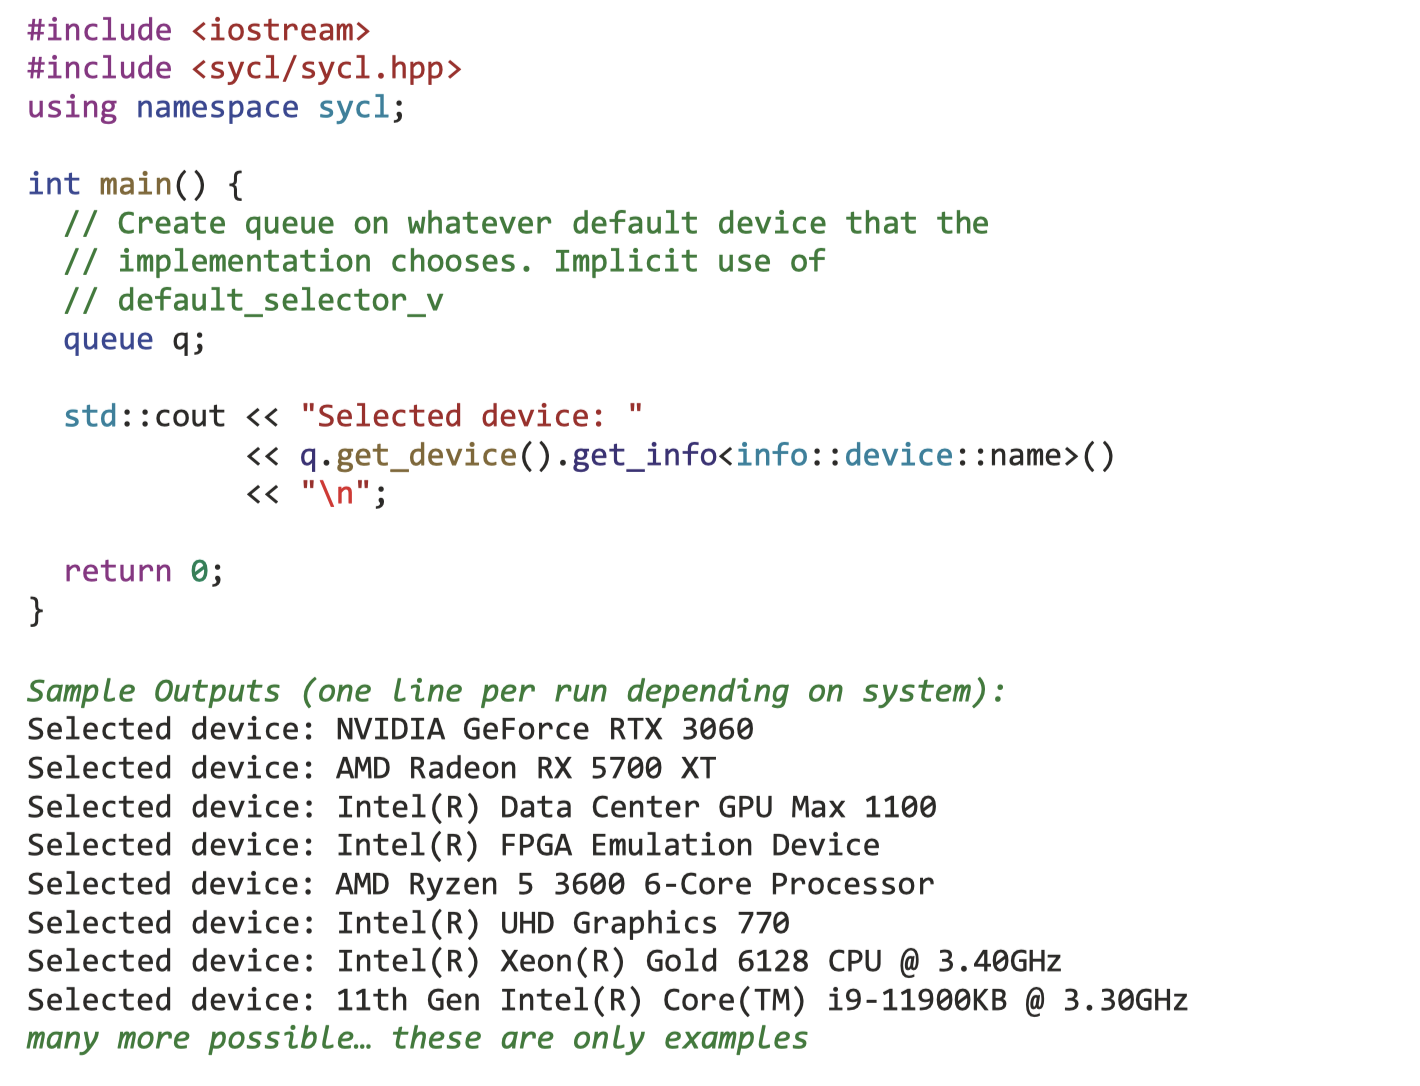 #include <iostream>
#include <sycl/sycl.hpp>
using namespace sycl;

int main() {
  // Create queue on whatever default device that the
  // implementation chooses. Implicit use of
  // default_selector_v
  queue q;

  std::cout << "Selected device: "
            << q.get_device().get_info<info::device::name>()
            << "\n";

  return 0;
}

Sample Outputs (one line per run depending on system):
Selected device: NVIDIA GeForce RTX 3060
Selected device: AMD Radeon RX 5700 XT
Selected device: Intel(R) Data Center GPU Max 1100
Selected device: Intel(R) FPGA Emulation Device
Selected device: AMD Ryzen 5 3600 6-Core Processor
Selected device: Intel(R) UHD Graphics 770
Selected device: Intel(R) Xeon(R) Gold 6128 CPU @ 3.40GHz
Selected device: 11th Gen Intel(R) Core(TM) i9-11900KB @ 3.30GHz
many more possible… these are only examples